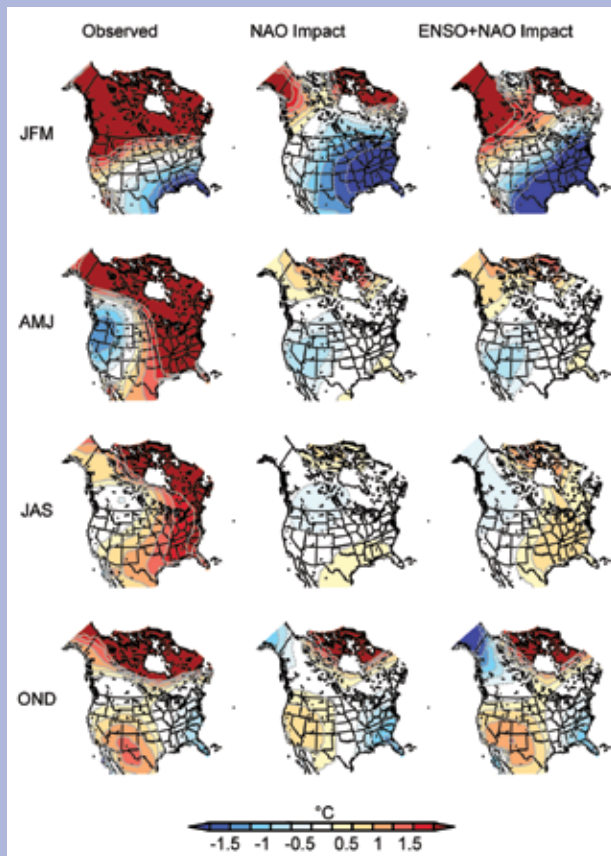 Observed NAO Impact ENSO+NAO Impact
JFM
AMJ
JAS
OND
°C
-1.5 -1 -0.5 0.5 1 1.5